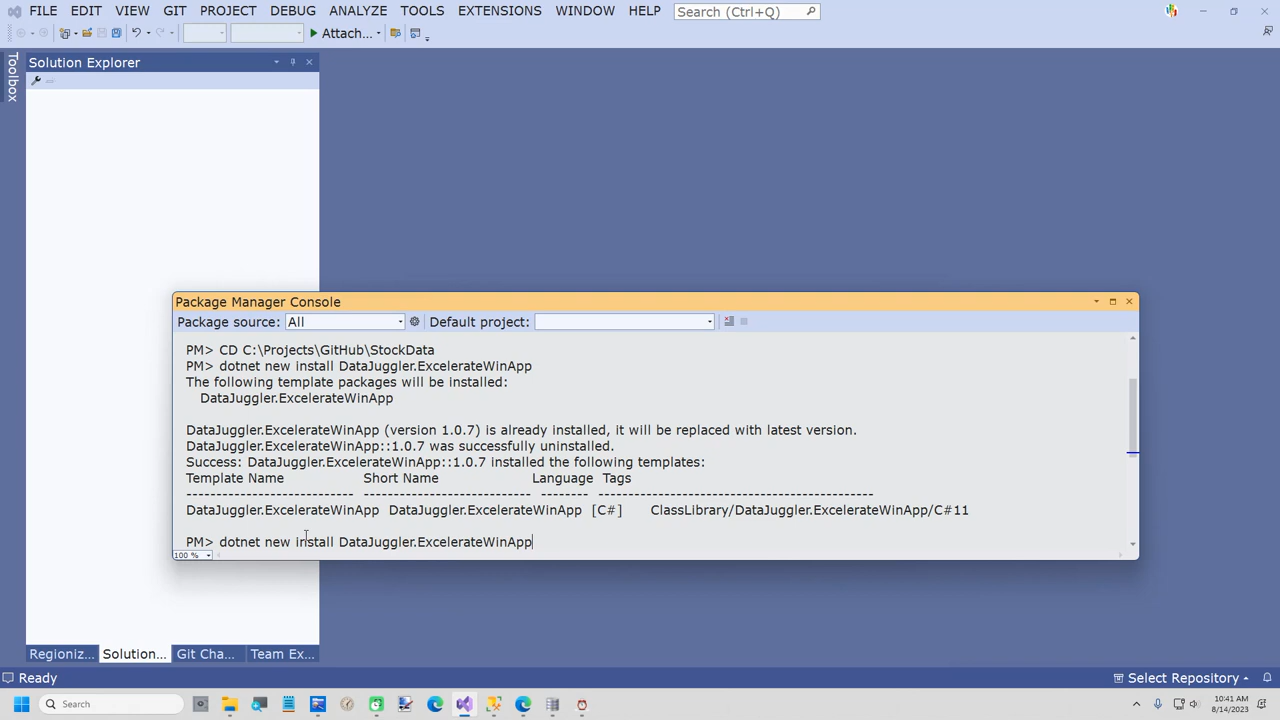 FILE EDIT VIEW GIT PROJECT DEBUG ANALYZE TOOLS EXTENSIONS WINDOW HELP Search (Ctrl+Q)
Attach...
Toolbox
Solution Explorer
Package Manager Console
Package source: All Default project:
PM> CD C:\Projects\GitHub\StockData
PM> dotnet new install DataJuggler.ExcelerateWinApp
The following template packages will be installed:
DataJuggler.ExcelerateWinApp
DataJuggler.ExcelerateWinApp (version 1.0.7) is already installed, it will be replaced with latest version.
DataJuggler.ExcelerateWinApp::1.0.7 was successfully uninstalled.
Success: DataJuggler.ExcelerateWinApp::1.0.7 installed the following templates:
Template Name Short Name Language Tags
---------------------------- ---------------------------- -------- ----------------------------------------------
DataJuggler.ExcelerateWinApp DataJuggler.ExcelerateWinApp [C#] ClassLibrary/DataJuggler.ExcelerateWinApp/C#11
PM> dotnet new install DataJuggler.ExcelerateWinApp
100 %
Regioniz... Solution... Git Cha... Team Ex...
Ready Select Repository
Search
10:41 AM
8/14/2023